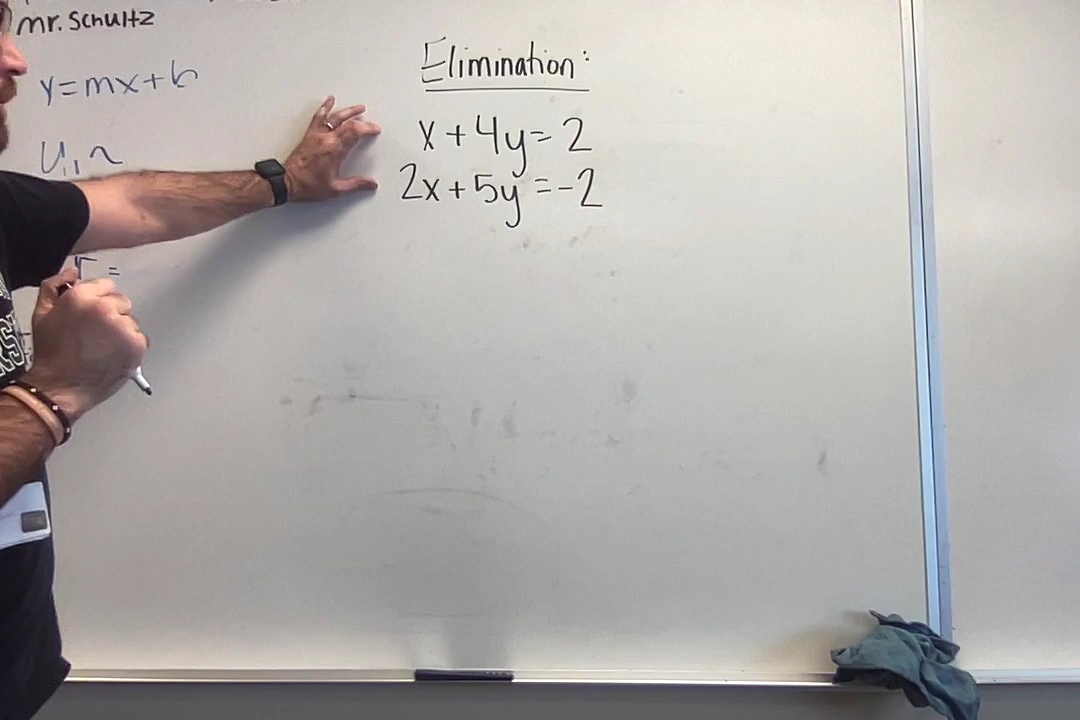 mr. Schultz
y=mx+b
Elimination:
x+4y=2
2x+5y=-2